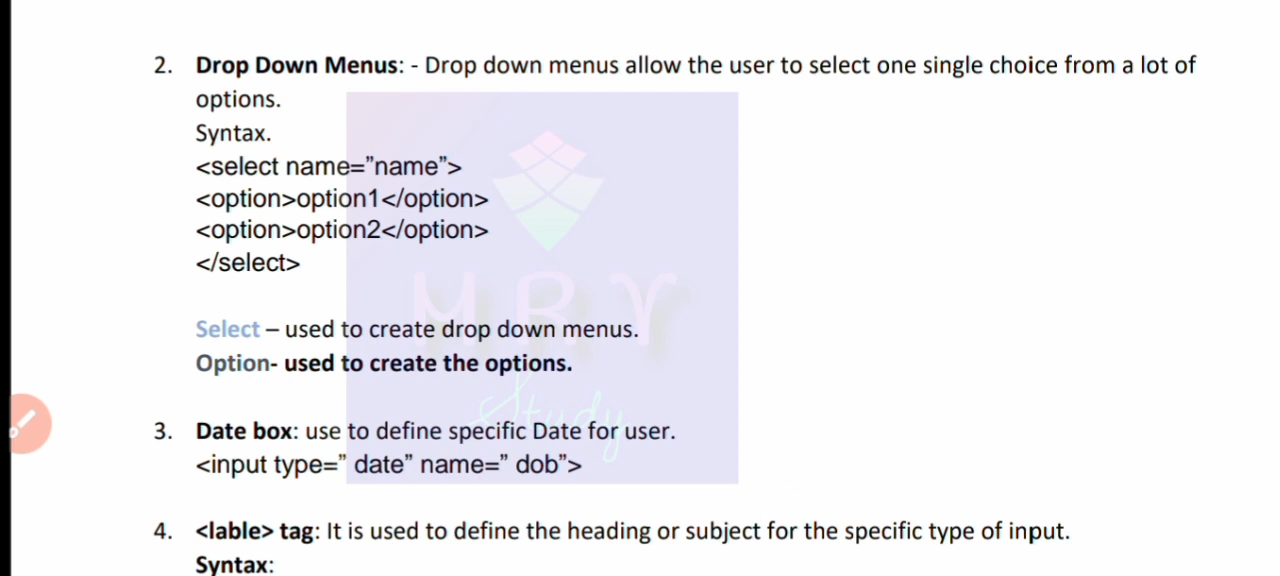 2. Drop Down Menus: - Drop down menus allow the user to select one single choice from a lot of
options.
Syntax.
<select name=”name”>
<option>option1</option>
<option>option2</option>
</select>
Select – used to create drop down menus.
Option- used to create the options.
MRY
Study
3. Date box: use to define specific Date for user.
<input type=” date” name=” dob”>
4. <lable> tag: It is used to define the heading or subject for the specific type of input.
Syntax: